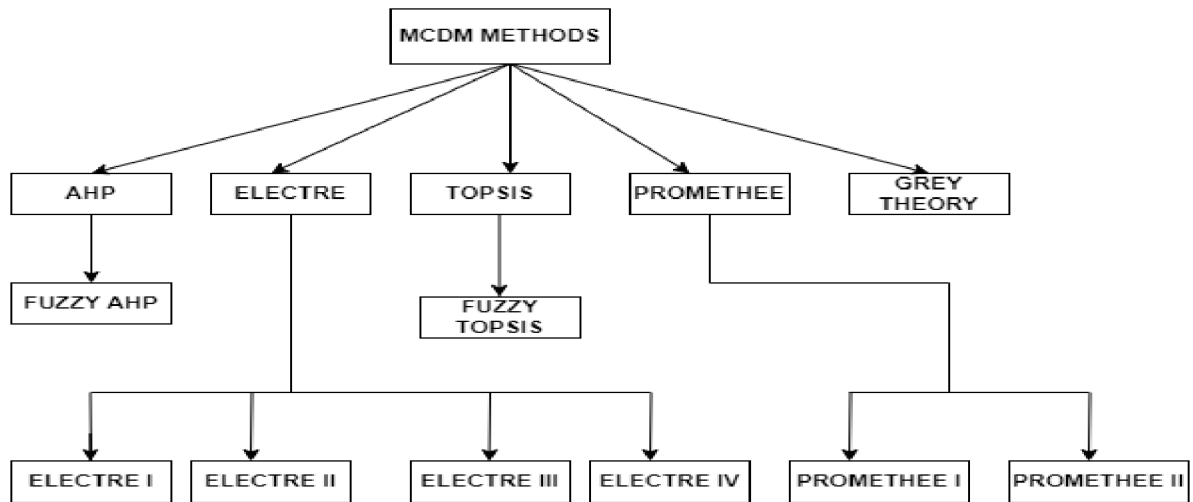 MCDM METHODS
AHP
ELECTRE
TOPSIS
PROMETHEE
GREY
THEORY
FUZZY AHP
FUZZY
TOPSIS
ELECTRE I
ELECTRE II
ELECTRE III
ELECTRE IV
PROMETHEE I
PROMETHEE II